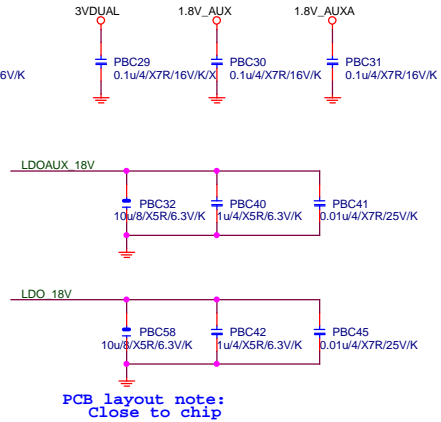 3VDUAL 1.8V_AUX 1.8V_AUXA
PBC29 PBC30 PBC31
6V/K 0.1u/4/X7R/16V/K/X 0.1u/4/X7R/16V/K 0.1u/4/X7R/16V/K
LDOAUX_18V
PBC32 PBC40 PBC41
10u/8/X5R/6.3V/K 1u/4/X5R/6.3V/K 0.01u/4/X7R/25V/K
LDO_18V
PBC58 PBC42 PBC45
10u/8/X5R/6.3V/K 1u/4/X5R/6.3V/K 0.01u/4/X7R/25V/K
PCB layout note:
Close to chip